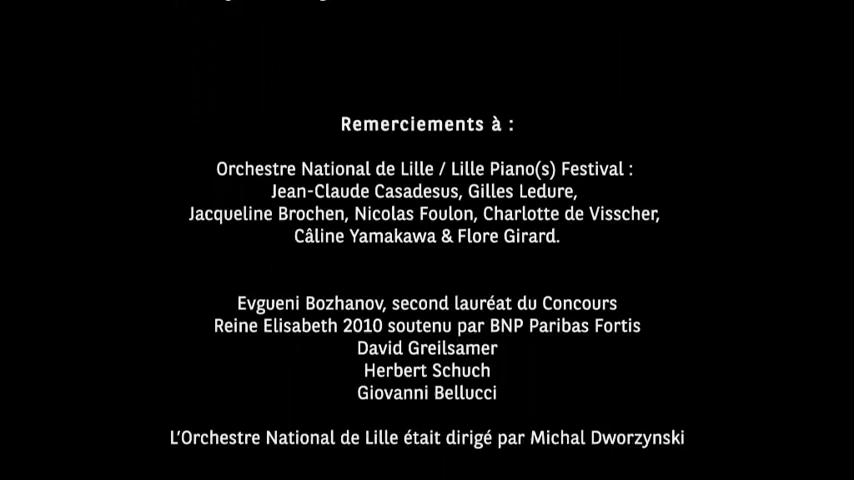 Remerciements à :
Orchestre National de Lille / Lille Piano(s) Festival :
Jean-Claude Casadesus, Gilles Ledure,
Jacqueline Brochen, Nicolas Foulon, Charlotte de Visscher,
Câline Yamakawa & Flore Girard.
Evgueni Bozhanov, second lauréat du Concours
Reine Elisabeth 2010 soutenu par BNP Paribas Fortis
David Greilsamer
Herbert Schuch
Giovanni Bellucci
L'Orchestre National de Lille était dirigé par Michal Dworzynski